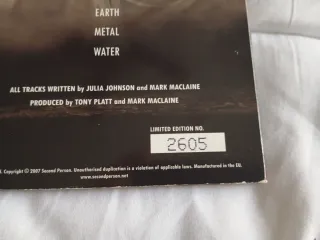 EARTH
METAL
WATER
ALL TRACKS WRITTEN BY JULIA JOHNSON AND MARK MACLAINE
PRODUCED BY TONY PLATT AND MARK MACLAINE
LIMITED EDITION NO.
2605
Copyright © 2007 Second Person. Unauthorised duplication is a violation of applicable laws. Manufactured in the EU.
www.secondperson.net